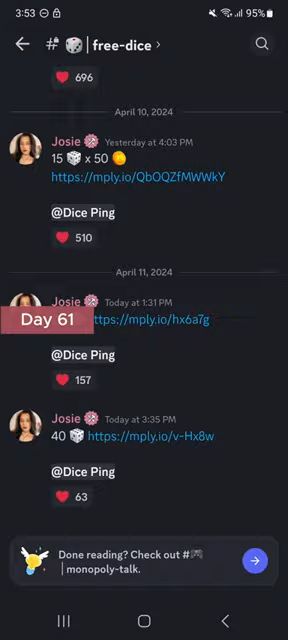 3:53
95%
# 🎲 | free-dice >
696
April 10, 2024
Josie Yesterday at 4:03 PM
15 🎲 x 50 🪙
https://mply.io/QbOQZfMWWkY
@Dice Ping
510
April 11, 2024
Josie Today at 1:31 PM
Day 61
ttps://mply.io/hx6a7g
@Dice Ping
157
Josie Today at 3:35 PM
40 🎲 https://mply.io/v-Hx8w
@Dice Ping
63
Done reading? Check out #🎮
| monopoly-talk.